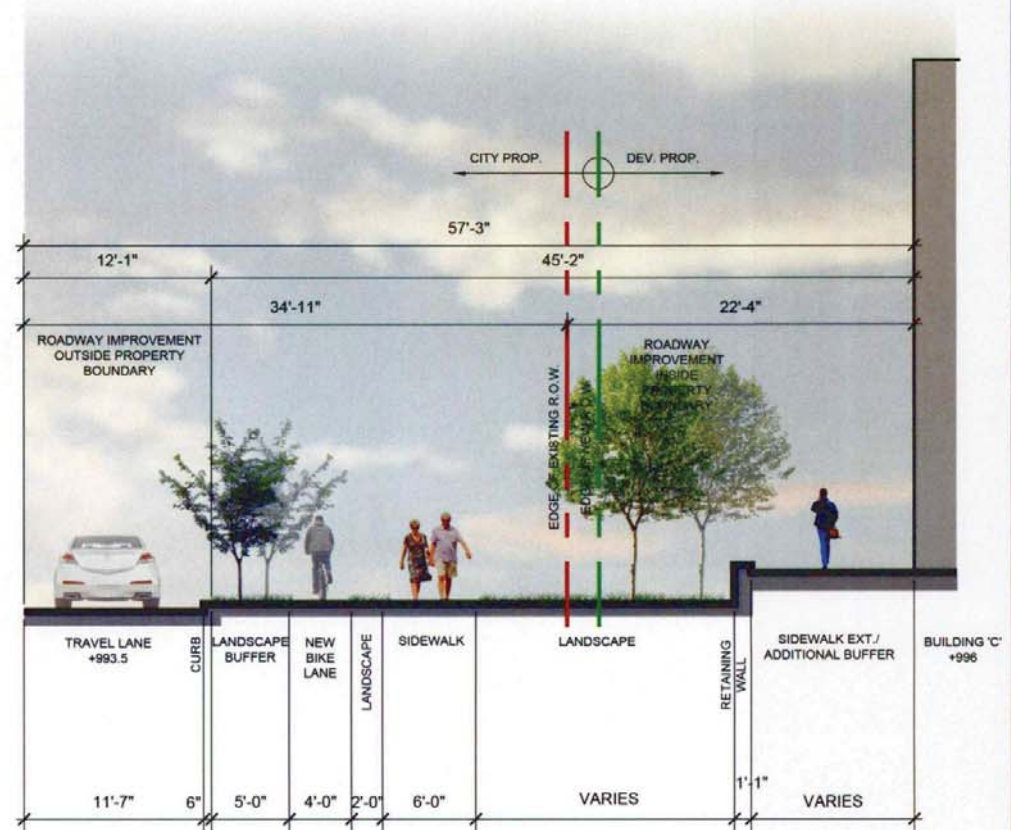 CITY PROP.
DEV. PROP.
57'-3"
12'-1"
45'-2"
34'-11"
22'-4"
ROADWAY IMPROVEMENT
OUTSIDE PROPERTY
BOUNDARY
ROADWAY
IMPROVEMENT
INSIDE
PROPERTY
BOUNDARY
EDGE OF EXISTING R.O.W.
EDGE OF NEW R.O.W.
TRAVEL LANE
+993.5
CURB
LANDSCAPE
BUFFER
NEW
BIKE
LANE
LANDSCAPE
SIDEWALK
LANDSCAPE
RETAINING
WALL
SIDEWALK EXT./
ADDITIONAL BUFFER
BUILDING 'C'
+996
11'-7"
6"
5'-0"
4'-0"
2'-0"
6'-0"
VARIES
1'-1"
VARIES